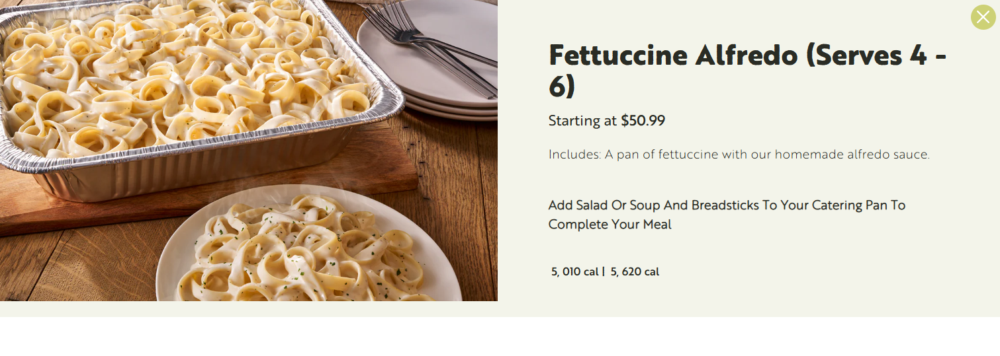 Fettuccine Alfredo (Serves 4 -
6)
Starting at $50.99
Includes: A pan of fettuccine with our homemade alfredo sauce.
Add Salad Or Soup And Breadsticks To Your Catering Pan To
Complete Your Meal
5, 010 cal | 5, 620 cal